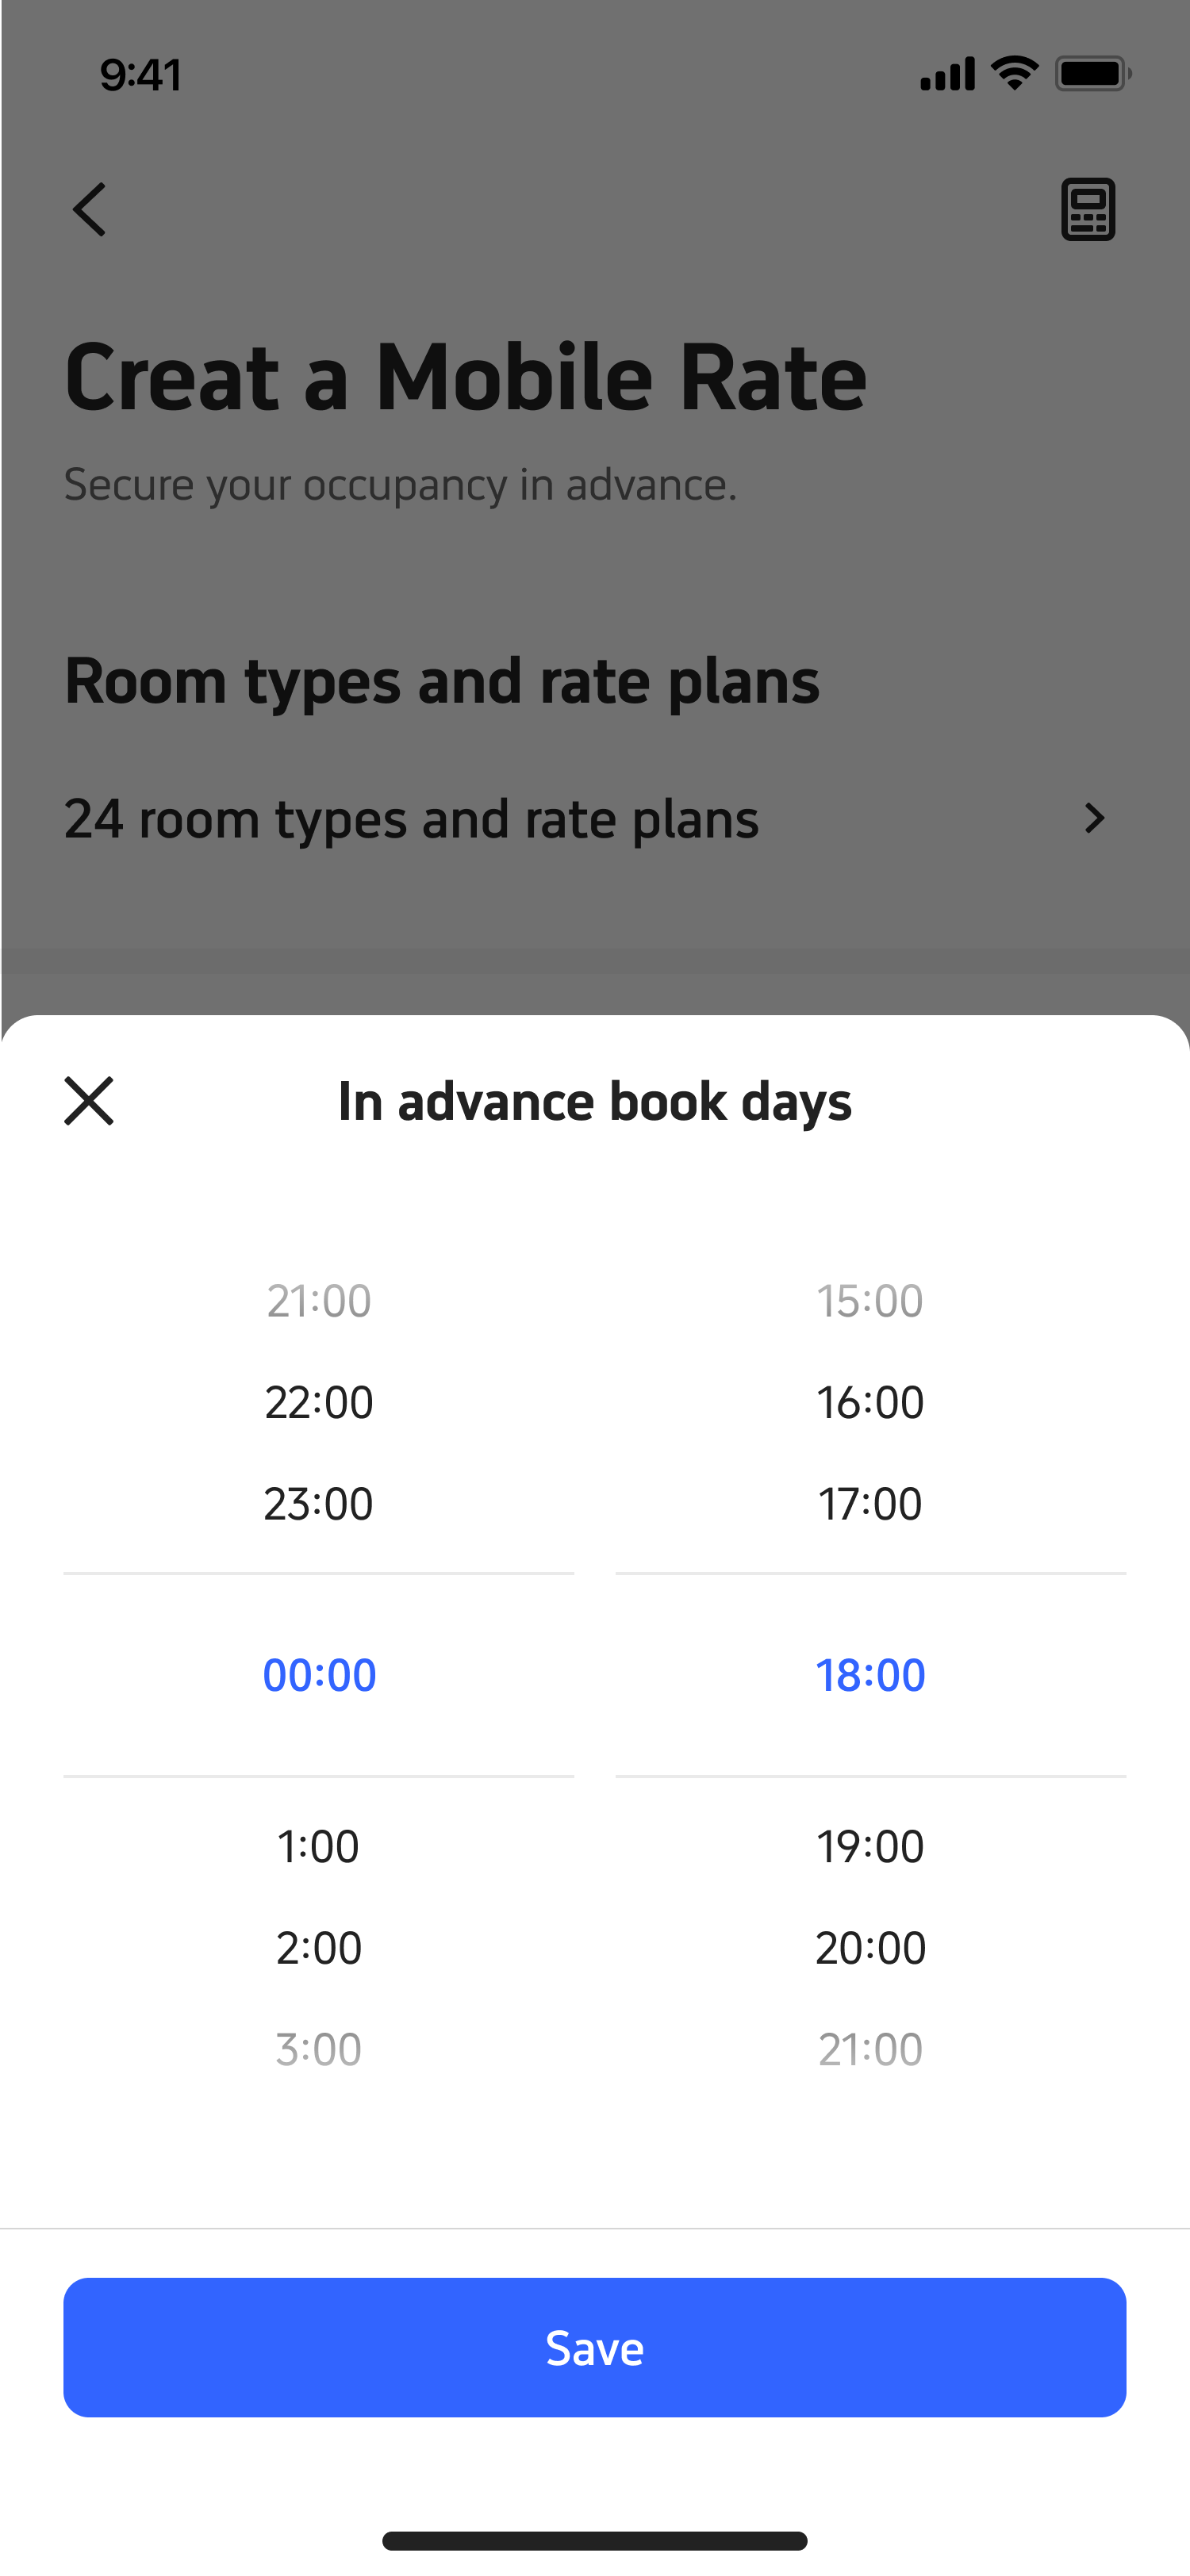 9:41
Creat a Mobile Rate
Secure your occupancy in advance.
Room types and rate plans
24 room types and rate plans
In advance book days
21:00 15:00
22:00 16:00
23:00 17:00
00:00 18:00
1:00 19:00
2:00 20:00
3:00 21:00
Save